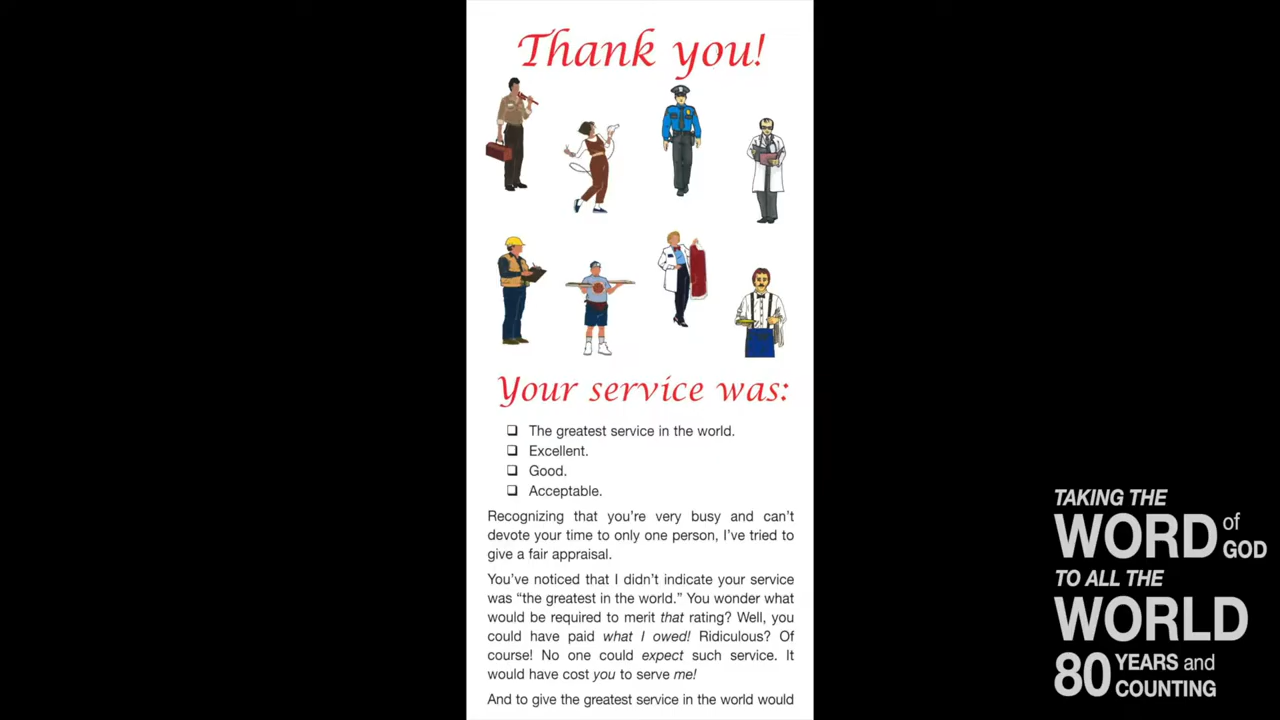 Thank you!
Your service was:
❑ The greatest service in the world.
❑ Excellent.
❑ Good.
❑ Acceptable.
Recognizing that you're very busy and can't
devote your time to only one person, I've tried to
give a fair appraisal.
You've noticed that I didn't indicate your service
was “the greatest in the world.” You wonder what
would be required to merit that rating? Well, you
could have paid what I owed! Ridiculous? Of
course! No one could expect such service. It
would have cost you to serve me!
And to give the greatest service in the world would
TAKING THE
WORD of GOD
TO ALL THE
WORLD
80 YEARS and COUNTING